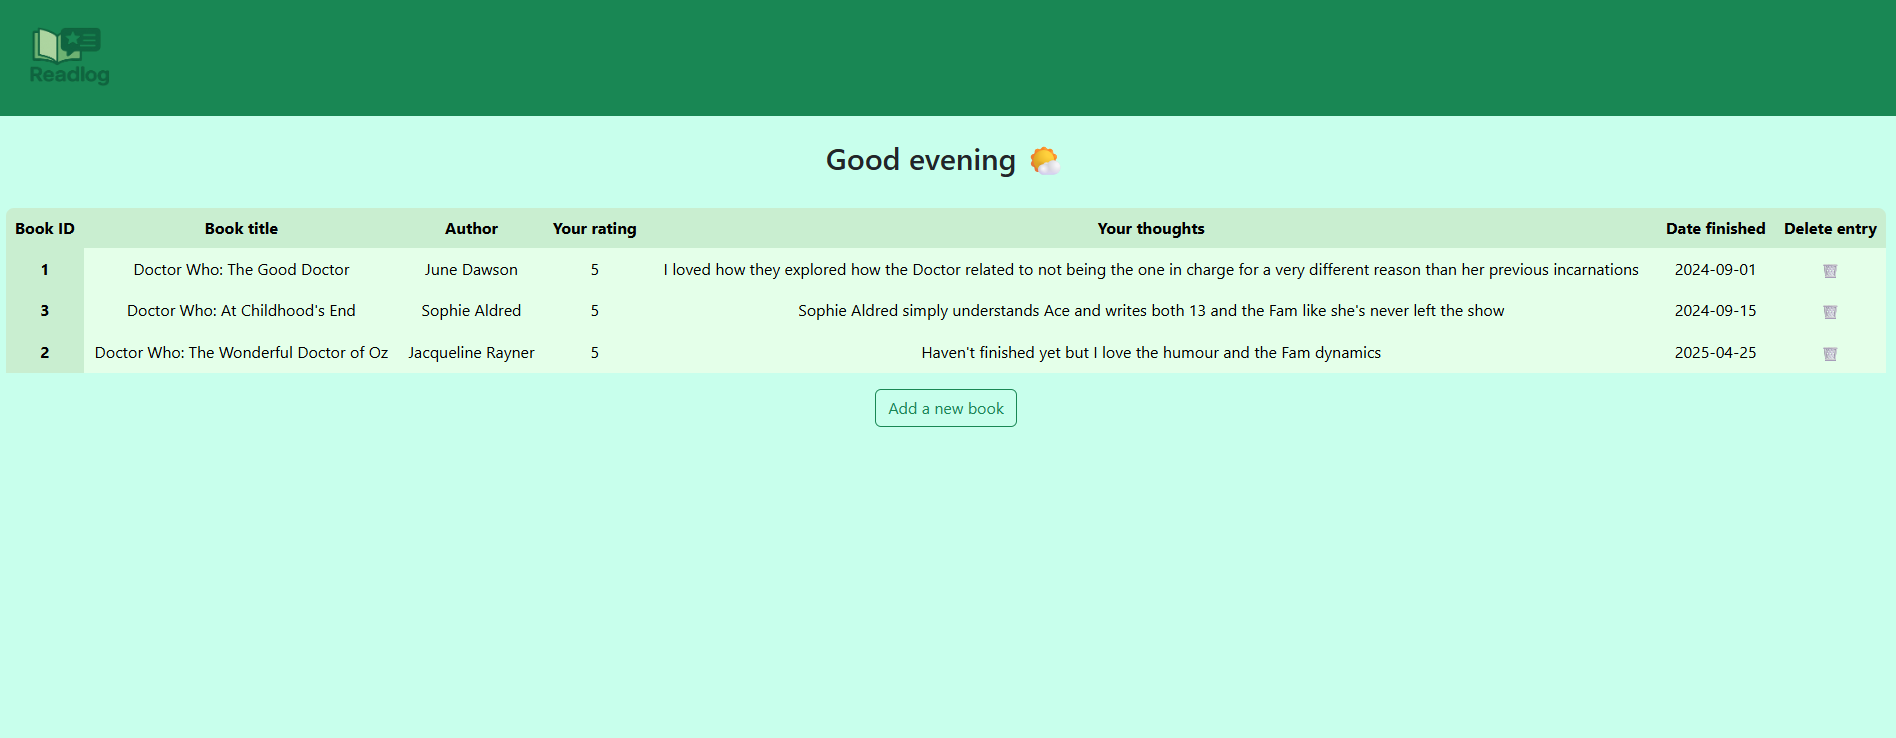 Readlog
Good evening
Book ID Book title Author Your rating Your thoughts Date finished Delete entry
1 Doctor Who: The Good Doctor June Dawson 5 I loved how they explored how the Doctor related to not being the one in charge for a very different reason than her previous incarnations 2024-09-01
3 Doctor Who: At Childhood's End Sophie Aldred 5 Sophie Aldred simply understands Ace and writes both 13 and the Fam like she's never left the show 2024-09-15
2 Doctor Who: The Wonderful Doctor of Oz Jacqueline Rayner 5 Haven't finished yet but I love the humour and the Fam dynamics 2025-04-25
Add a new book